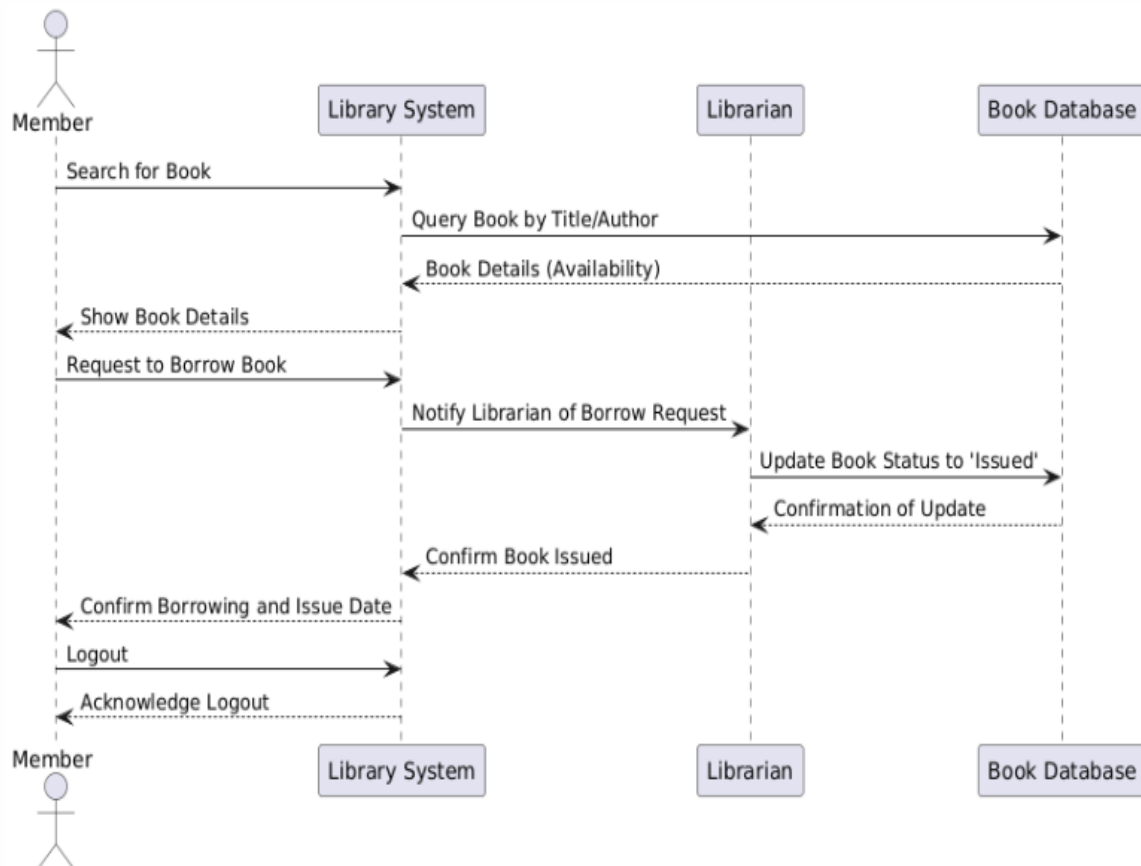 Member
Library System
Librarian
Book Database
Search for Book
Query Book by Title/Author
Book Details (Availability)
Show Book Details
Request to Borrow Book
Notify Librarian of Borrow Request
Update Book Status to 'Issued'
Confirmation of Update
Confirm Book Issued
Confirm Borrowing and Issue Date
Logout
Acknowledge Logout
Member
Library System
Librarian
Book Database